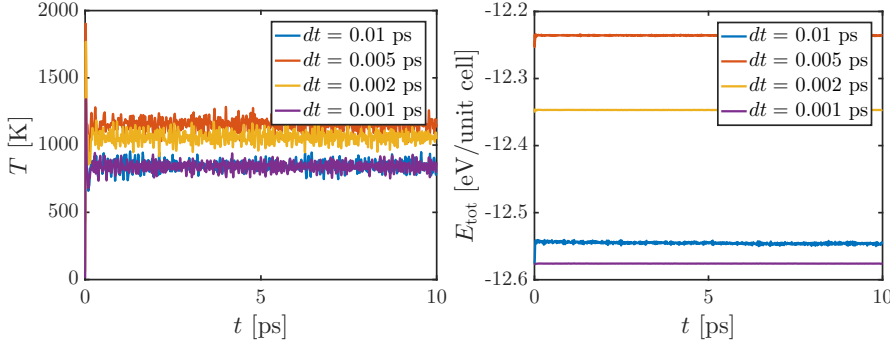 2000
1500
1000
500
0
0
5
10
T [K]
t [ps]
dt = 0.01 ps
dt = 0.005 ps
dt = 0.002 ps
dt = 0.001 ps
-12.2
-12.3
-12.4
-12.5
-12.6
0
5
10
E_tot [eV/unit cell]
t [ps]
dt = 0.01 ps
dt = 0.005 ps
dt = 0.002 ps
dt = 0.001 ps